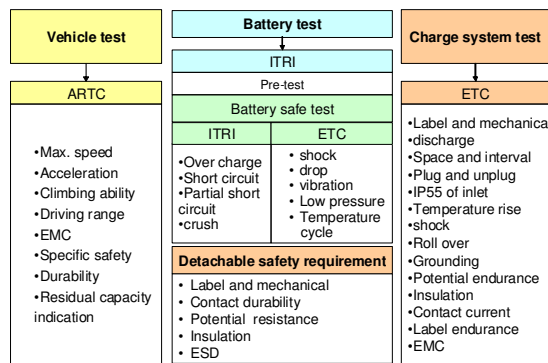 Vehicle test
ARTC
•Max. speed
•Acceleration
•Climbing ability
•Driving range
•EMC
•Specific safety
•Durability
•Residual capacity
indication
Battery test
ITRI
Pre-test
Battery safe test
ITRI
•Over charge
•Short circuit
•Partial short
circuit
•crush
ETC
• shock
• drop
• vibration
• Low pressure
• Temperature
cycle
Detachable safety requirement
• Label and mechanical
• Contact durability
• Potential resistance
• Insulation
• ESD
Charge system test
ETC
•Label and mechanica
discharge
•Space and interval
•Plug and unplug
•IP55 of inlet
•Temperature rise
•shock
•Roll over
•Grounding
•Potential endurance
•Insulation
•Contact current
•Label endurance
•EMC